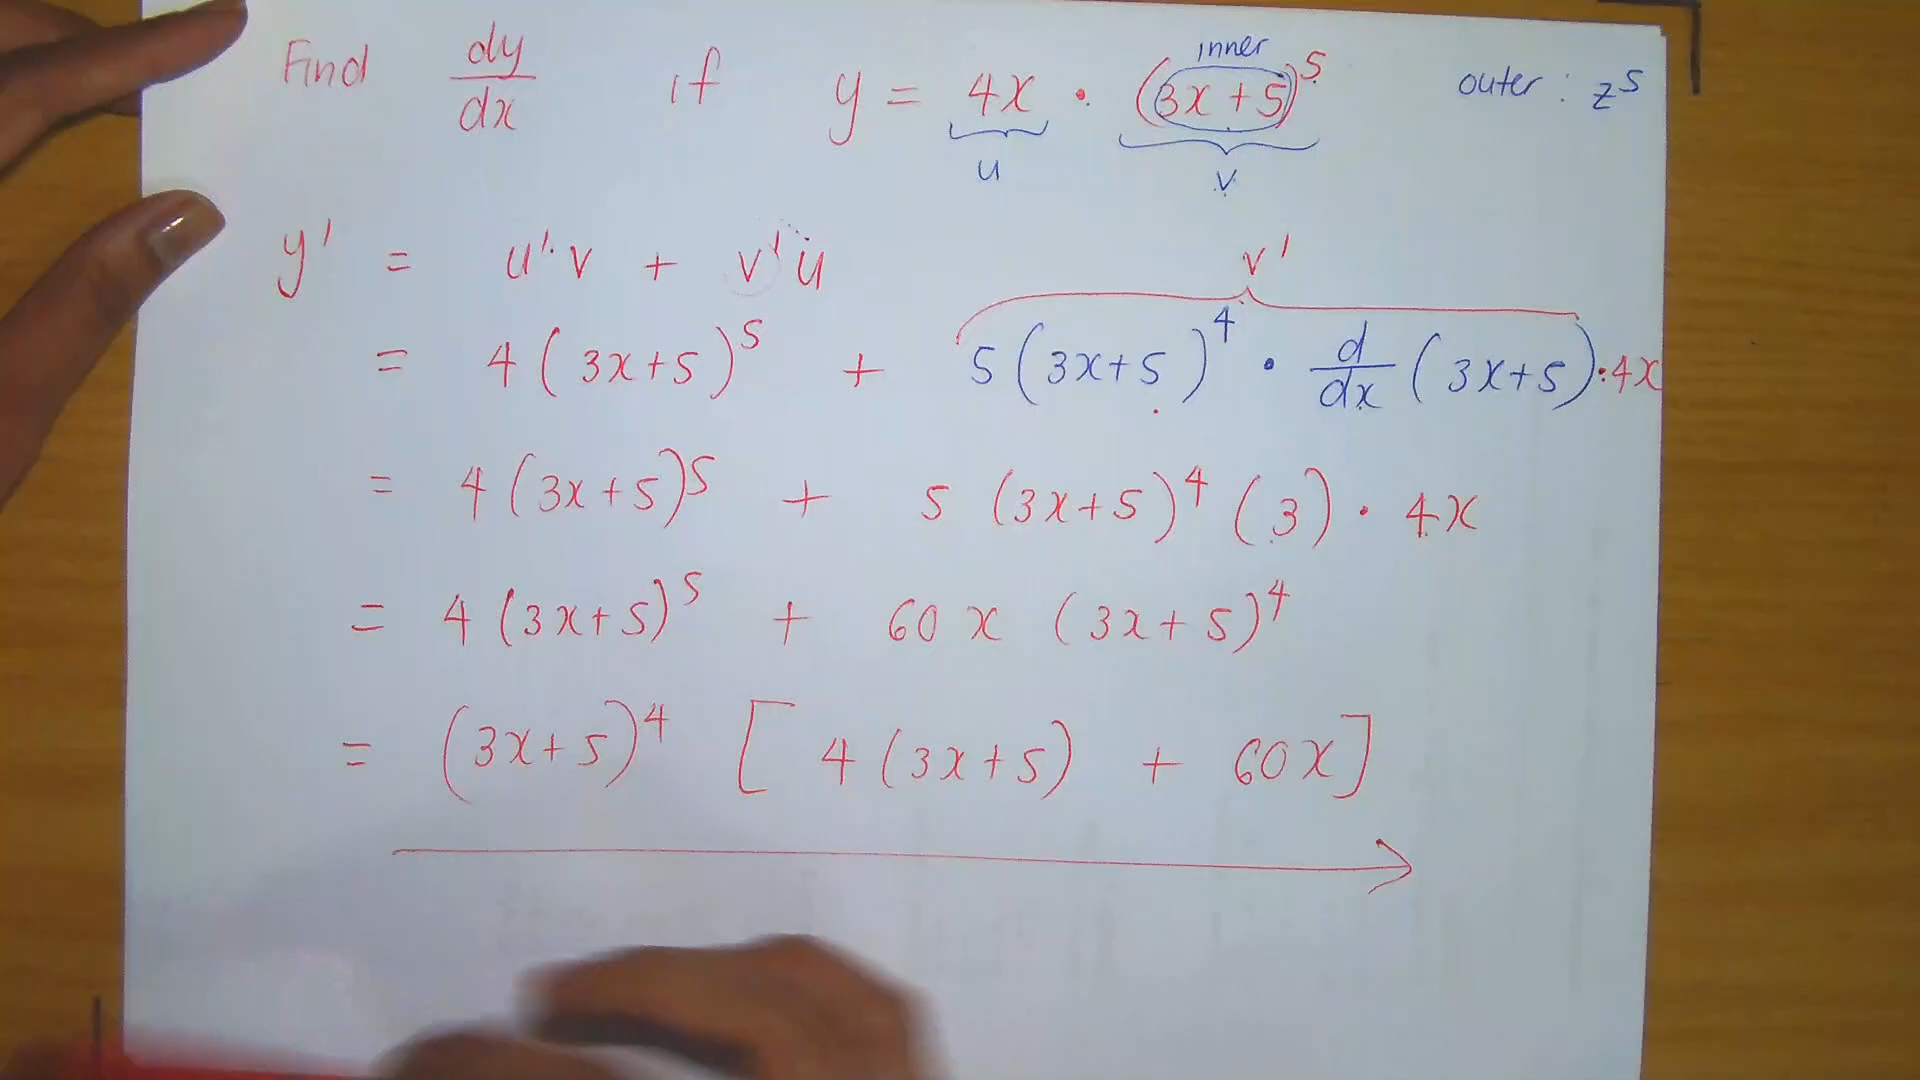 Find dy/dx if y = 4x · (3x + 5)^5 outer : z^5
inner
u v
y' = u'·v + v'u
v'
= 4(3x+5)^5 + 5(3x+5)^4 · d/dx (3x+5)·4x
= 4(3x+5)^5 + 5 (3x+5)^4 (3) · 4x
= 4(3x+5)^5 + 60x (3x+5)^4
= (3x+5)^4 [4(3x+5) + 60x]